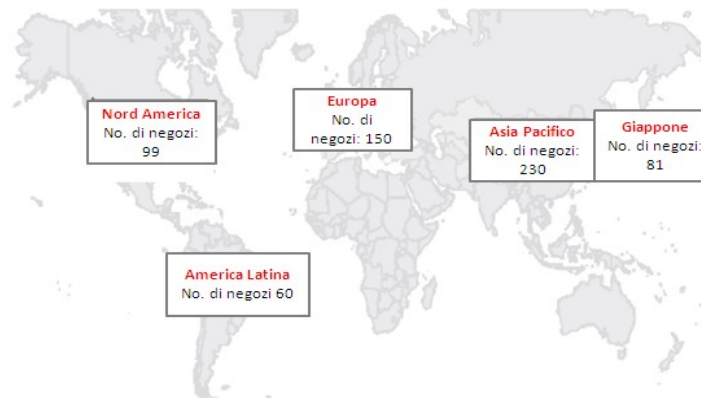 Nord America
No. di negozi:
99
Europa
No. di
negozi: 150
Asia Pacifico
No. di negozi:
230
Giappone
No. di negozi:
81
America Latina
No. di negozi 60